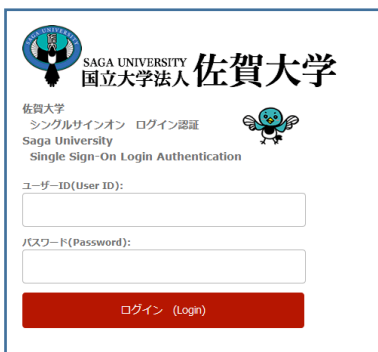 SAGA UNIVERSITY
国立大学法人 佐賀大学
佐賀大学
シングルサインオン ログイン認証
Saga University
Single Sign-On Login Authentication
ユーザーID(User ID):
パスワード(Password):
ログイン (Login)